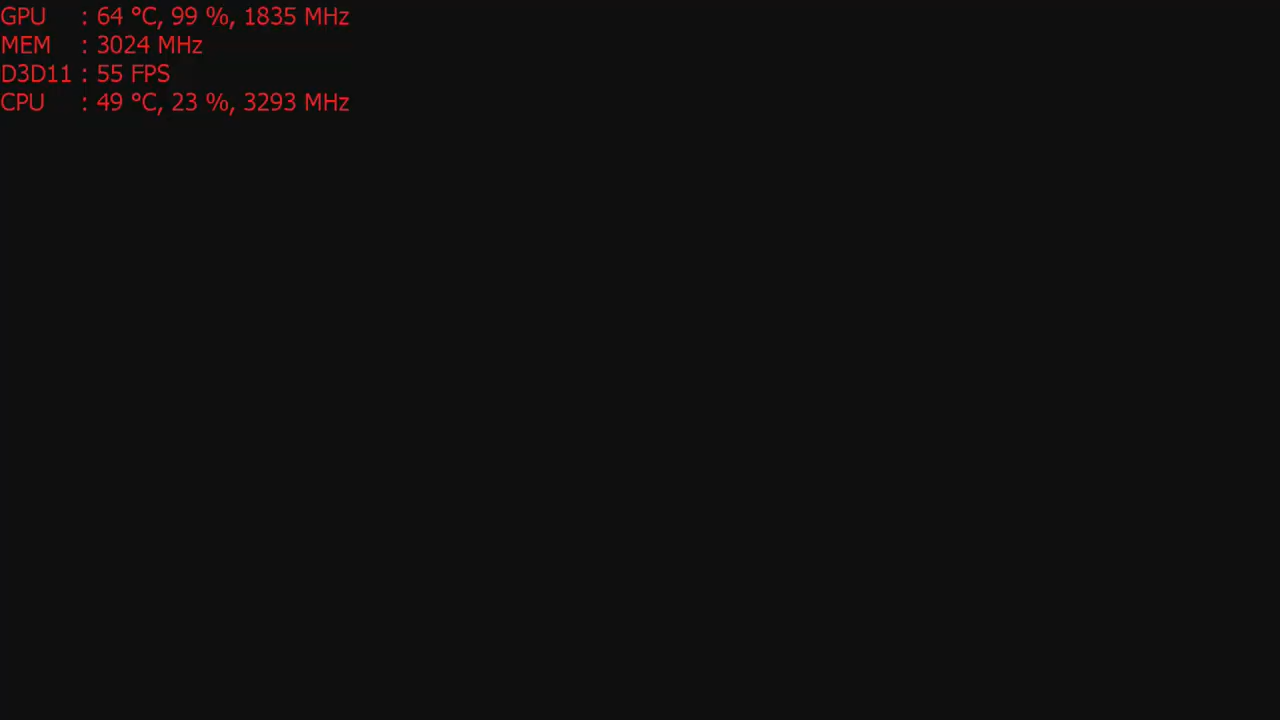 GPU : 64 °C, 99 %, 1835 MHz
MEM : 3024 MHz
D3D11 : 55 FPS
CPU : 49 °C, 23 %, 3293 MHz